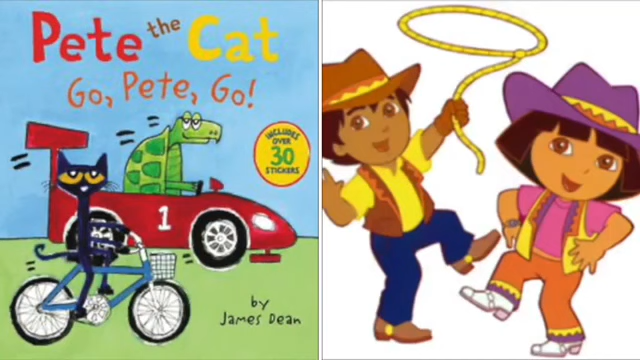 Pete the Cat
Go, Pete, Go!
INCLUDES
OVER
30
STICKERS
1
by
James Dean